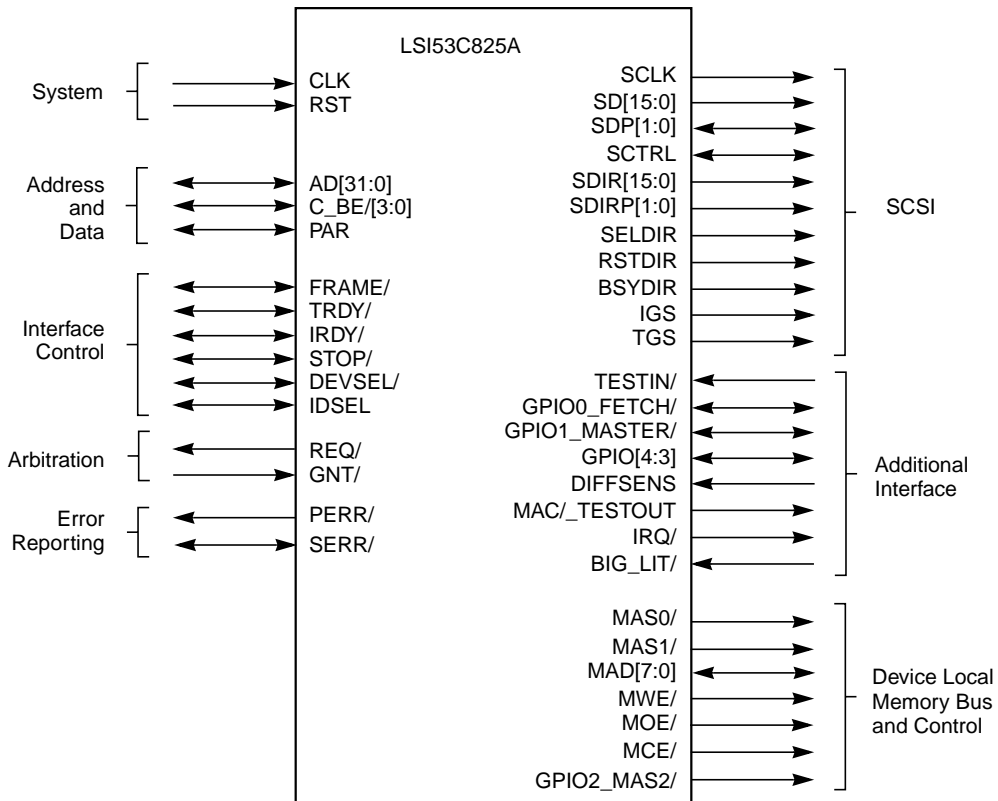 LSI53C825A
System
CLK
RST
Address
and
Data
AD[31:0]
C_BE/[3:0]
PAR
Interface
Control
FRAME/
TRDY/
IRDY/
STOP/
DEVSEL/
IDSEL
Arbitration
REQ/
GNT/
Error
Reporting
PERR/
SERR/
SCLK
SD[15:0]
SDP[1:0]
SCTRL
SDIR[15:0]
SDIRP[1:0]
SELDIR
RSTDIR
BSYDIR
IGS
TGS
SCSI
TESTIN/
GPIO0_FETCH/
GPIO1_MASTER/
GPIO[4:3]
DIFFSENS
MAC/_TESTOUT
IRQ/
BIG_LIT/
Additional
Interface
MAS0/
MAS1/
MAD[7:0]
MWE/
MOE/
MCE/
GPIO2_MAS2/
Device Local
Memory Bus
and Control